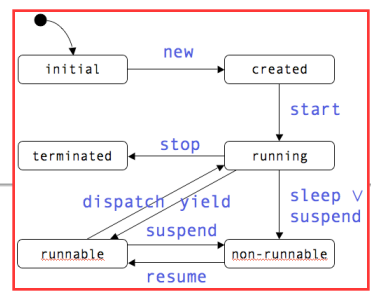 new
initial
created
start
stop
terminated
running
dispatch yield
sleep ∨
suspend
suspend
runnable
non-runnable
resume